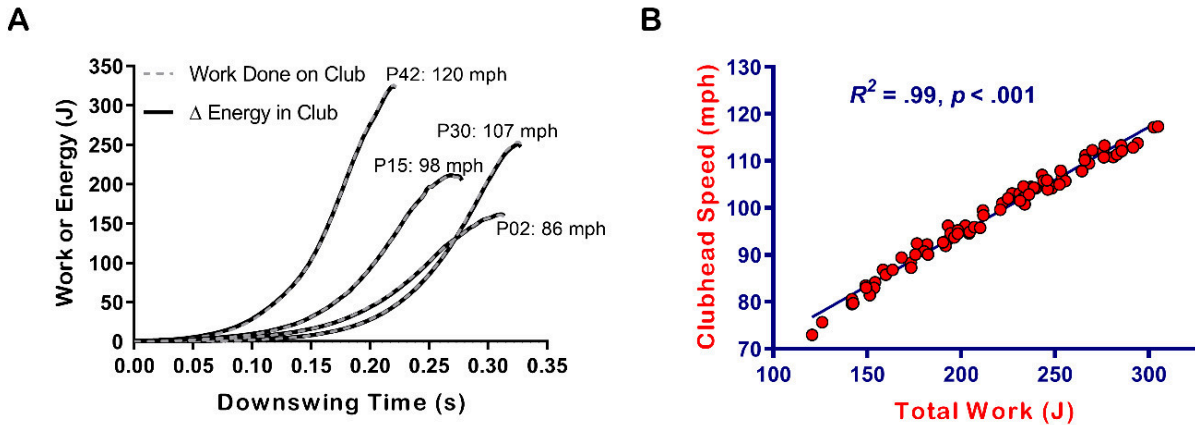 A
Work or Energy (J)
350
300
250
200
150
100
50
0
Work Done on Club
Δ Energy in Club
P42: 120 mph
P30: 107 mph
P15: 98 mph
P02: 86 mph
0.00 0.05 0.10 0.15 0.20 0.25 0.30 0.35
Downswing Time (s)
B
Clubhead Speed (mph)
130
120
110
100
90
80
70
R² = .99, p < .001
100 150 200 250 300
Total Work (J)